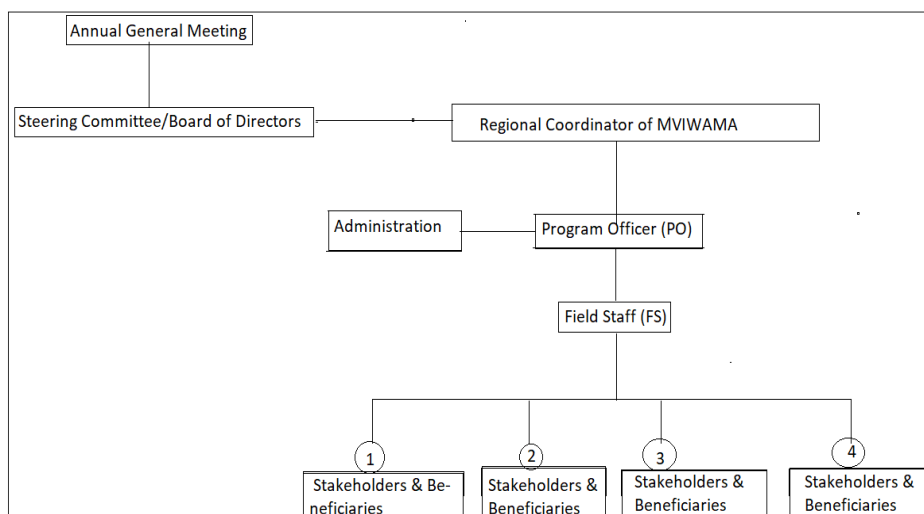 Annual General Meeting
Steering Committee/Board of Directors
Regional Coordinator of MVIWAMA
Administration
Program Officer (PO)
Field Staff (FS)
1
2
3
4
Stakeholders & Be-
neficiaries
Stakeholders &
Beneficiaries
Stakeholders &
Beneficiaries
Stakeholders &
Beneficiaries